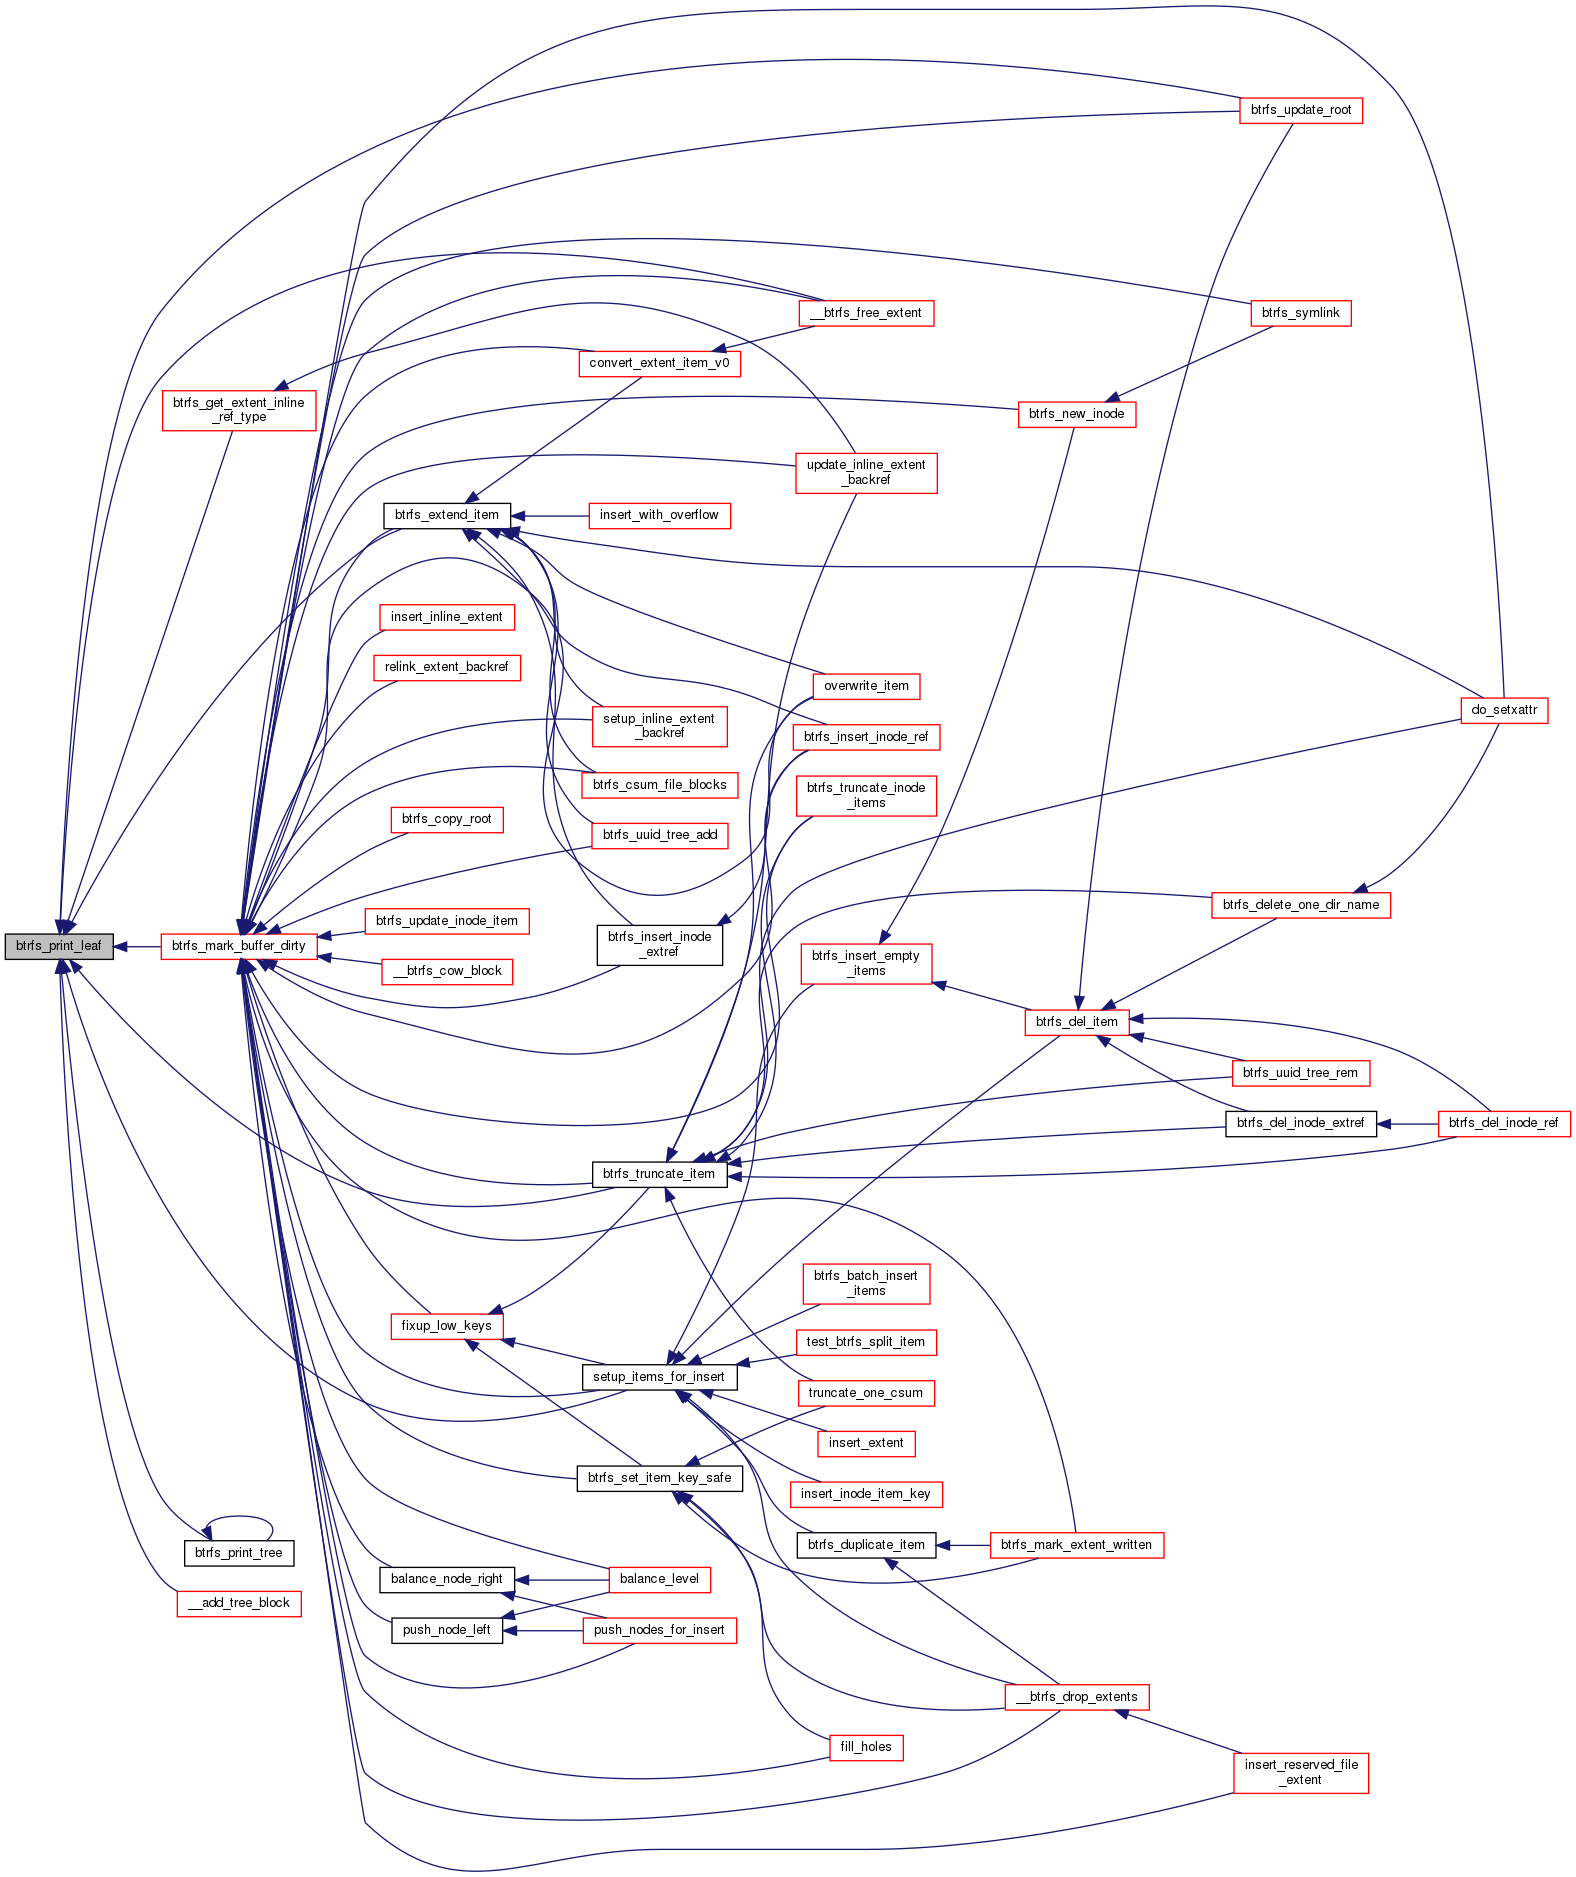 btrfs_update_root
__btrfs_free_extent
btrfs_symlink
convert_extent_item_v0
btrfs_get_extent_inline
_ref_type
btrfs_new_inode
update_inline_extent
_backref
btrfs_extend_item
insert_with_overflow
insert_inline_extent
relink_extent_backref
overwrite_item
setup_inline_extent
_backref
do_setxattr
btrfs_insert_inode_ref
btrfs_csum_file_blocks
btrfs_truncate_inode
_items
btrfs_copy_root
btrfs_uuid_tree_add
btrfs_delete_one_dir_name
btrfs_update_inode_item
btrfs_print_leaf
btrfs_mark_buffer_dirty
btrfs_insert_inode
_extref
btrfs_insert_empty
_items
__btrfs_cow_block
btrfs_del_item
btrfs_uuid_tree_rem
btrfs_del_inode_extref
btrfs_del_inode_ref
btrfs_truncate_item
btrfs_batch_insert
_items
fixup_low_keys
test_btrfs_split_item
setup_items_for_insert
truncate_one_csum
insert_extent
btrfs_set_item_key_safe
insert_inode_item_key
btrfs_print_tree
btrfs_duplicate_item
btrfs_mark_extent_written
balance_node_right
balance_level
__add_tree_block
push_node_left
push_nodes_for_insert
__btrfs_drop_extents
fill_holes
insert_reserved_file
_extent